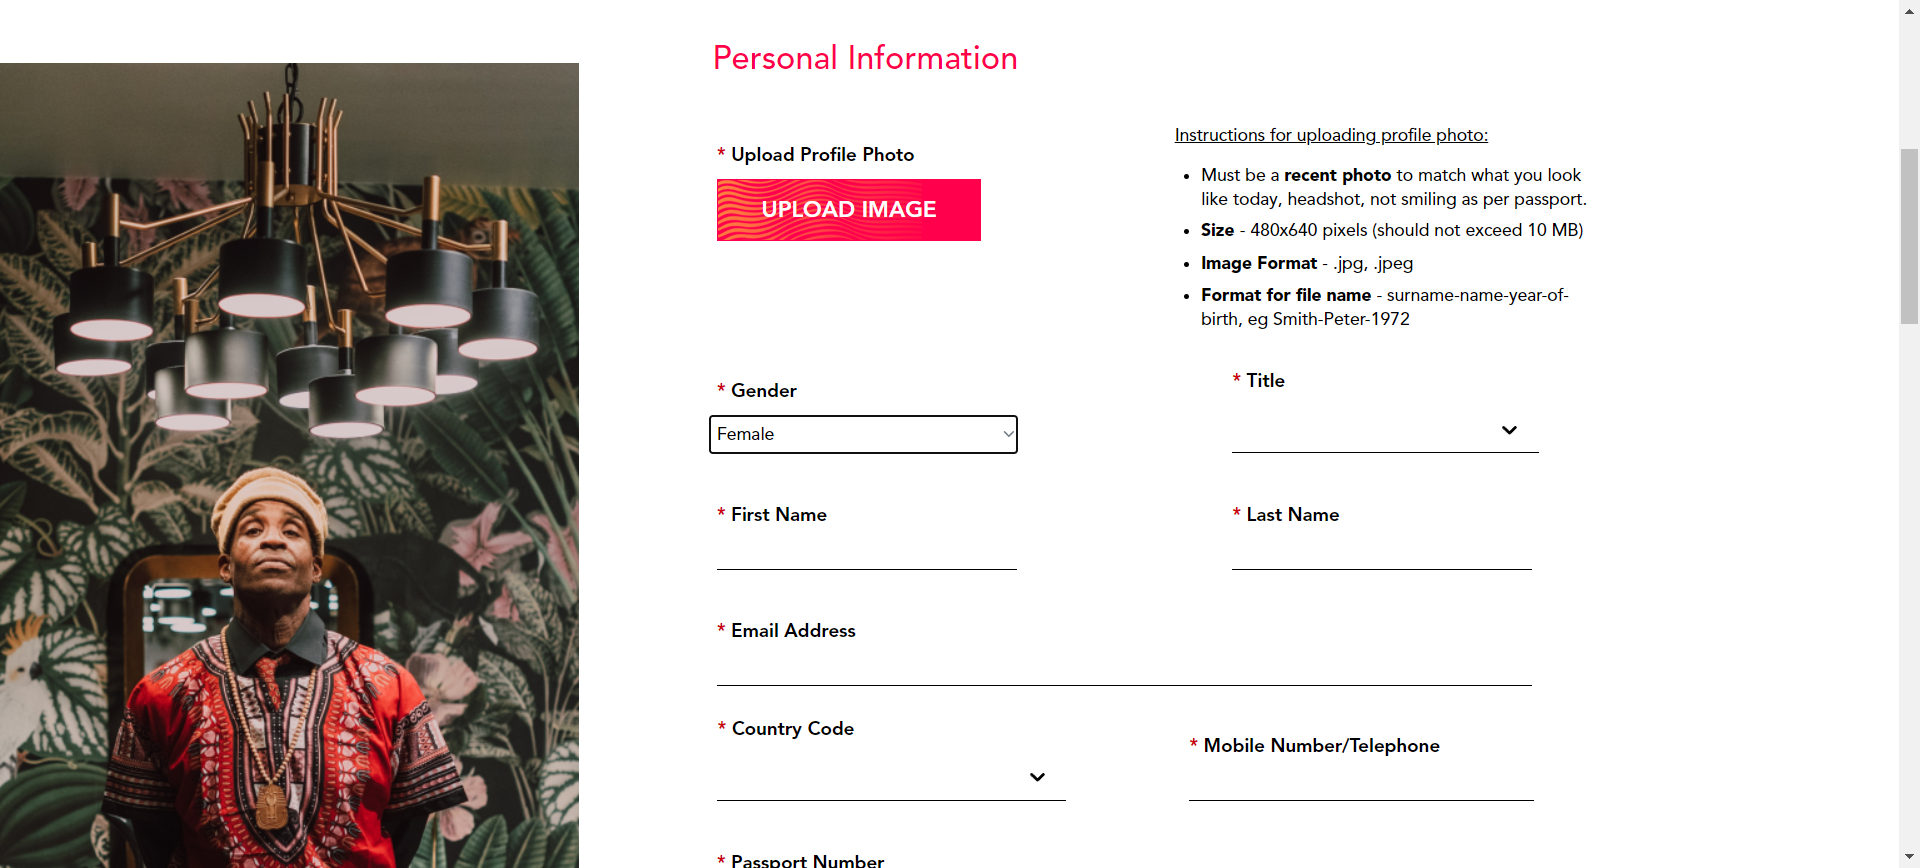 Personal Information
* Upload Profile Photo
UPLOAD IMAGE
Instructions for uploading profile photo:
• Must be a recent photo to match what you look
like today, headshot, not smiling as per passport.
• Size - 480x640 pixels (should not exceed 10 MB)
• Image Format - .jpg, .jpeg
• Format for file name - surname-name-year-of-
birth, eg Smith-Peter-1972
* Gender
Female
* Title
* First Name
* Last Name
* Email Address
* Country Code
* Mobile Number/Telephone
* Passport Number